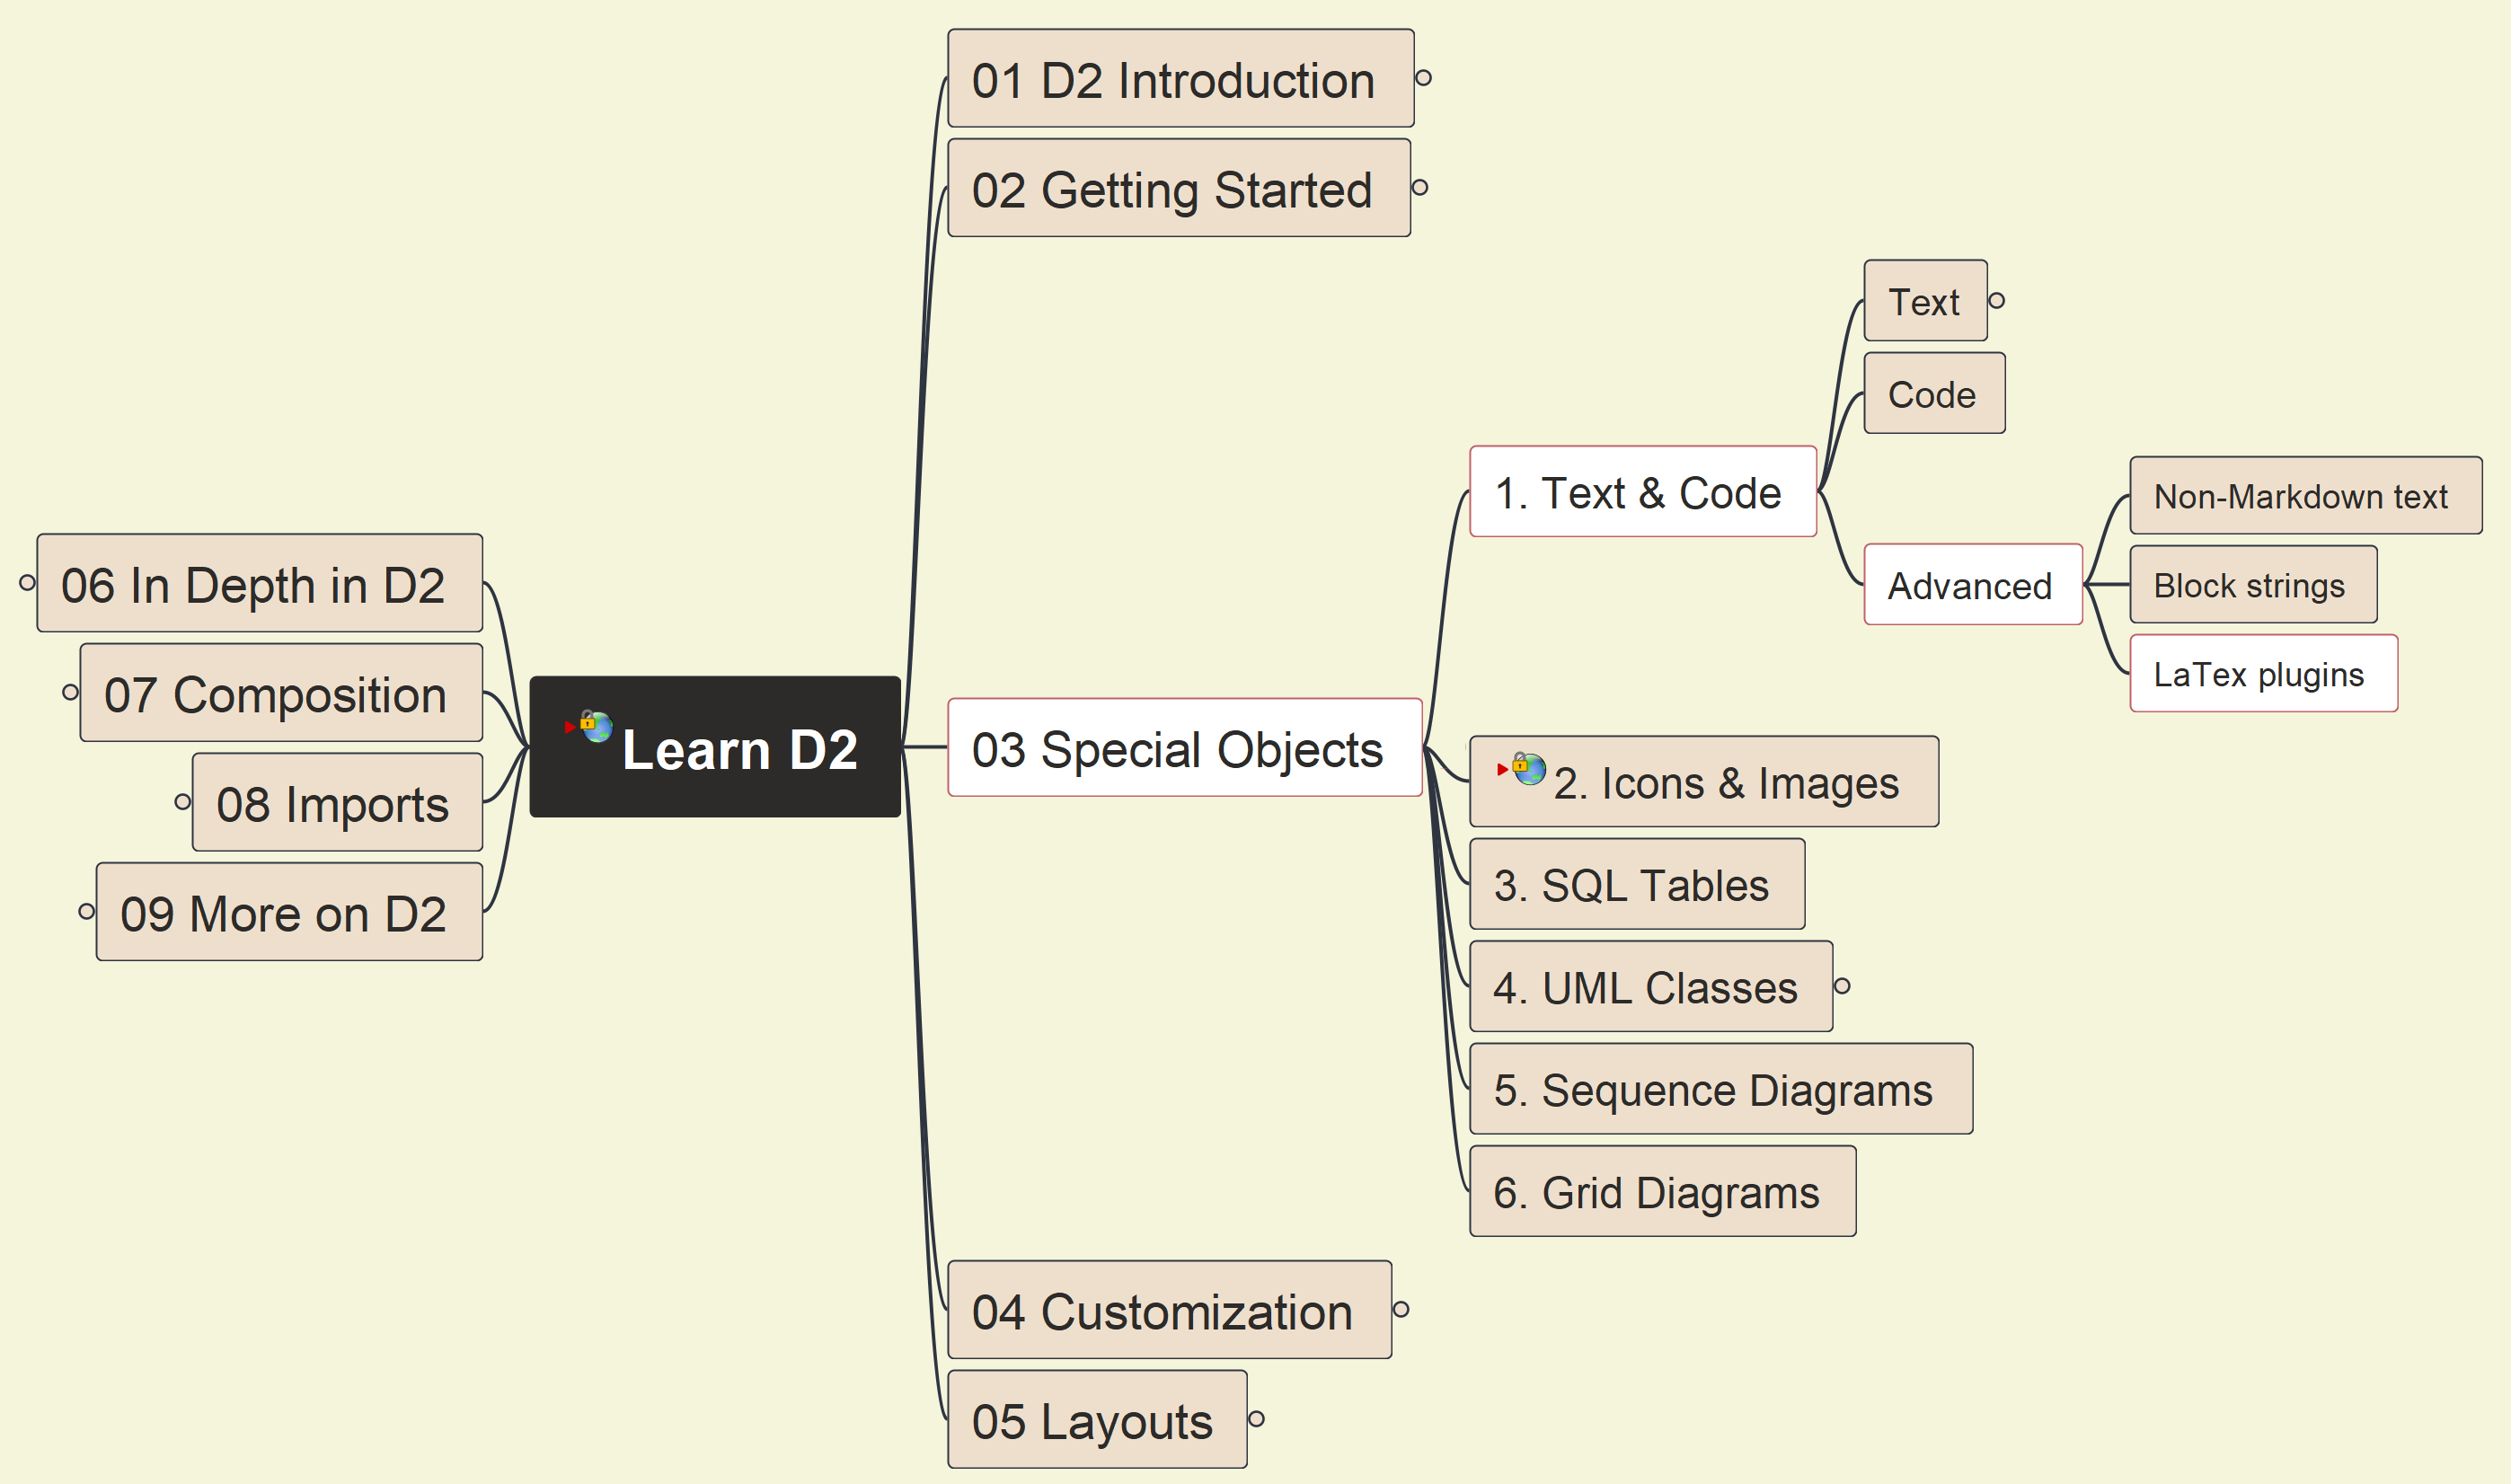 Learn D2
01 D2 Introduction
02 Getting Started
03 Special Objects
1. Text & Code
Text
Code
Advanced
Non-Markdown text
Block strings
LaTex plugins
2. Icons & Images
3. SQL Tables
4. UML Classes
5. Sequence Diagrams
6. Grid Diagrams
04 Customization
05 Layouts
06 In Depth in D2
07 Composition
08 Imports
09 More on D2